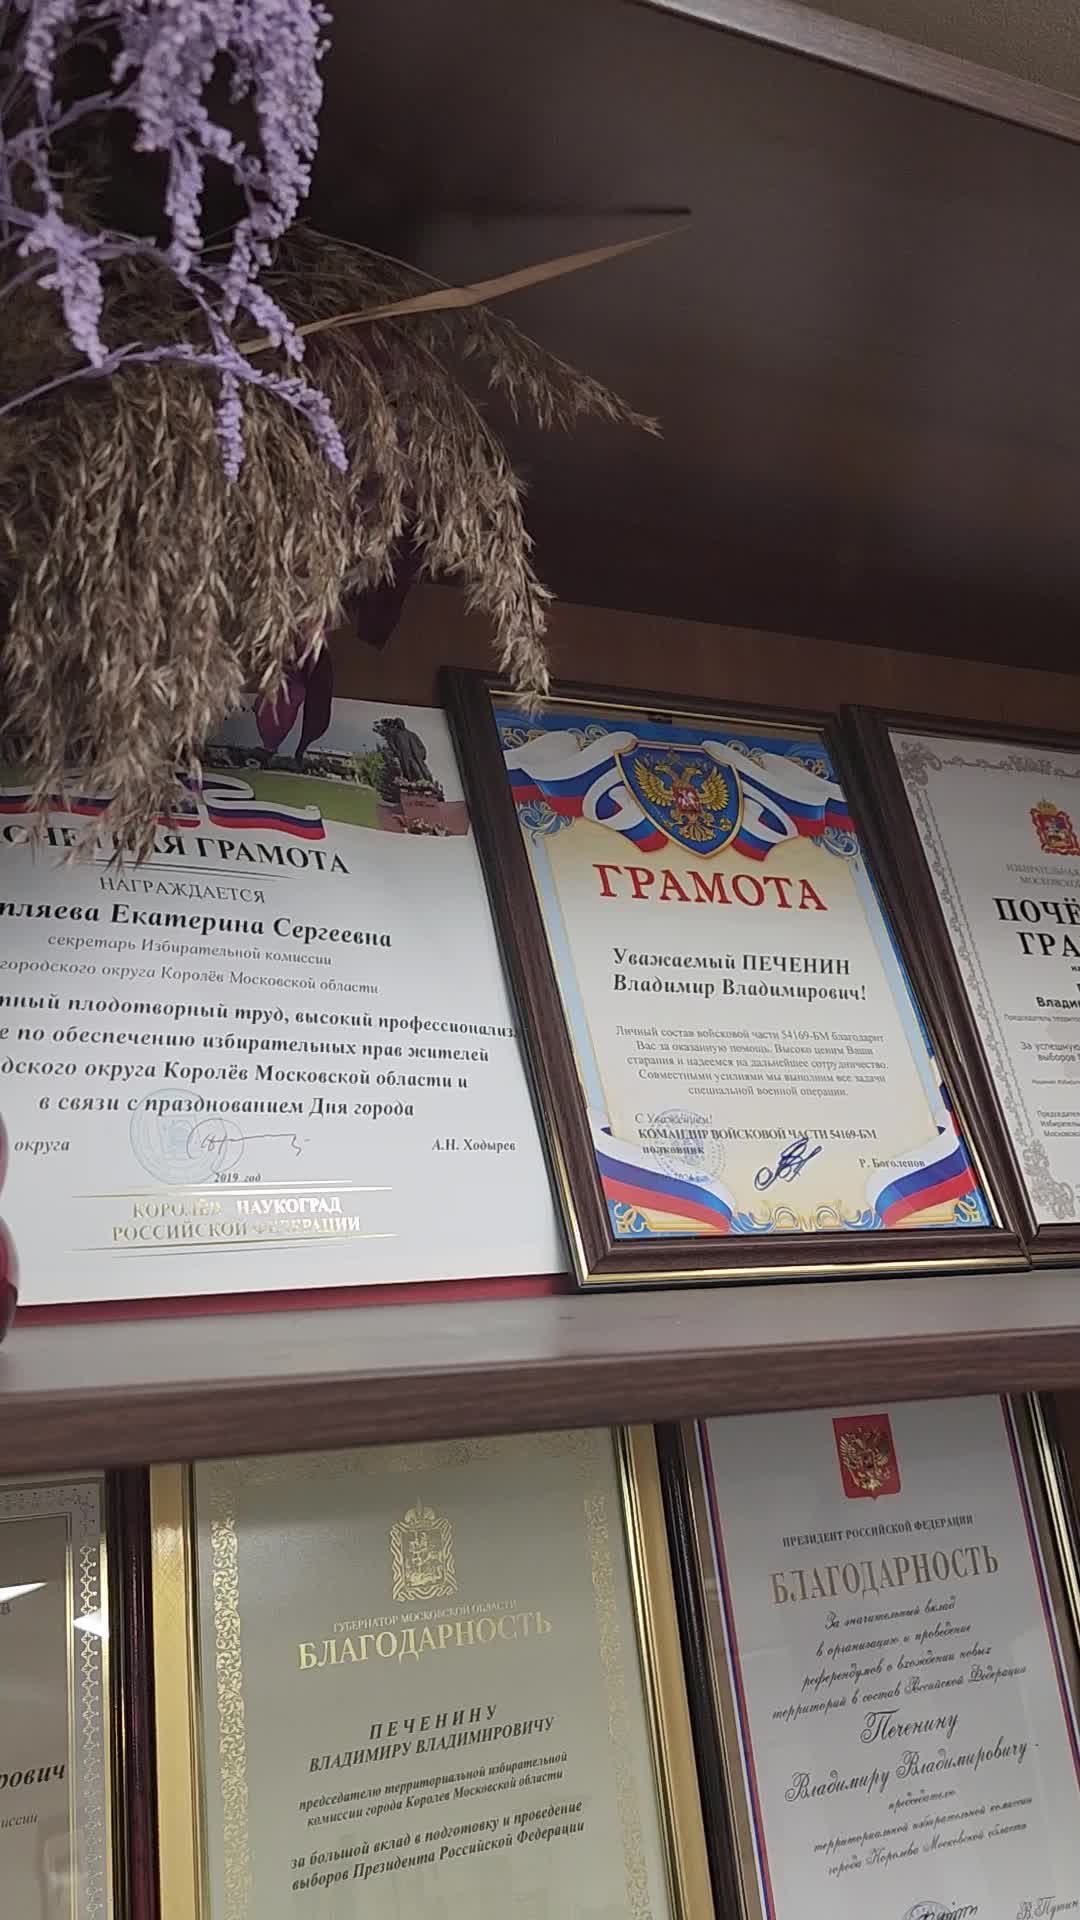 ГРАМОТА
НАГРАЖДАЕТСЯ
Екатерина Сергеевна
секретарь Избирательной комиссии
городского округа Королёв Московской области
плодотворный труд, высокий
по обеспечению избирательных прав жителей
округа Королёв Московской области и
в связи с празднованием Дня города
округа
А.Н. Ходырев
2019 год
КОРОЛЁВ НАУКОГРАД
РОССИЙСКОЙ ФЕДЕРАЦИИ
ГРАМОТА
Уважаемый ПЕЧЕНИН
Владимир Владимирович!
Личный состав войсковой части 54169-БМ благодарит
Вас за оказанную помощь. Высоко ценим Ваши
старания и надеемся на дальнейшее сотрудничество.
Совместными усилиями мы выполним все задачи
специальной военной операции.
С Уважением!
КОМАНДИР ВОЙСКОВОЙ ЧАСТИ 54169-БМ
полковник
Р. Боголепов
ИЗБИРАТЕЛЬНАЯ
ПОЧЁ
ГРА
За успешную
выборов
ГУБЕРНАТОР МОСКОВСКОЙ ОБЛАСТИ
БЛАГОДАРНОСТЬ
ПЕЧЕНИНУ
ВЛАДИМИРУ ВЛАДИМИРОВИЧУ
председателю территориальной избирательной
комиссии города Королев Московской области
за большой вклад в подготовку и проведение
выборов Президента Российской Федерации
ПРЕЗИДЕНТ РОССИЙСКОЙ ФЕДЕРАЦИИ
БЛАГОДАРНОСТЬ
За значительный вклад
в организацию и проведение
референдумов о вхождении новых
территорий в состав Российской Федерации
Печенину
Владимиру Владимировичу -
председателю
территориальной избирательной комиссии
города Королева Московской область
В.Путин